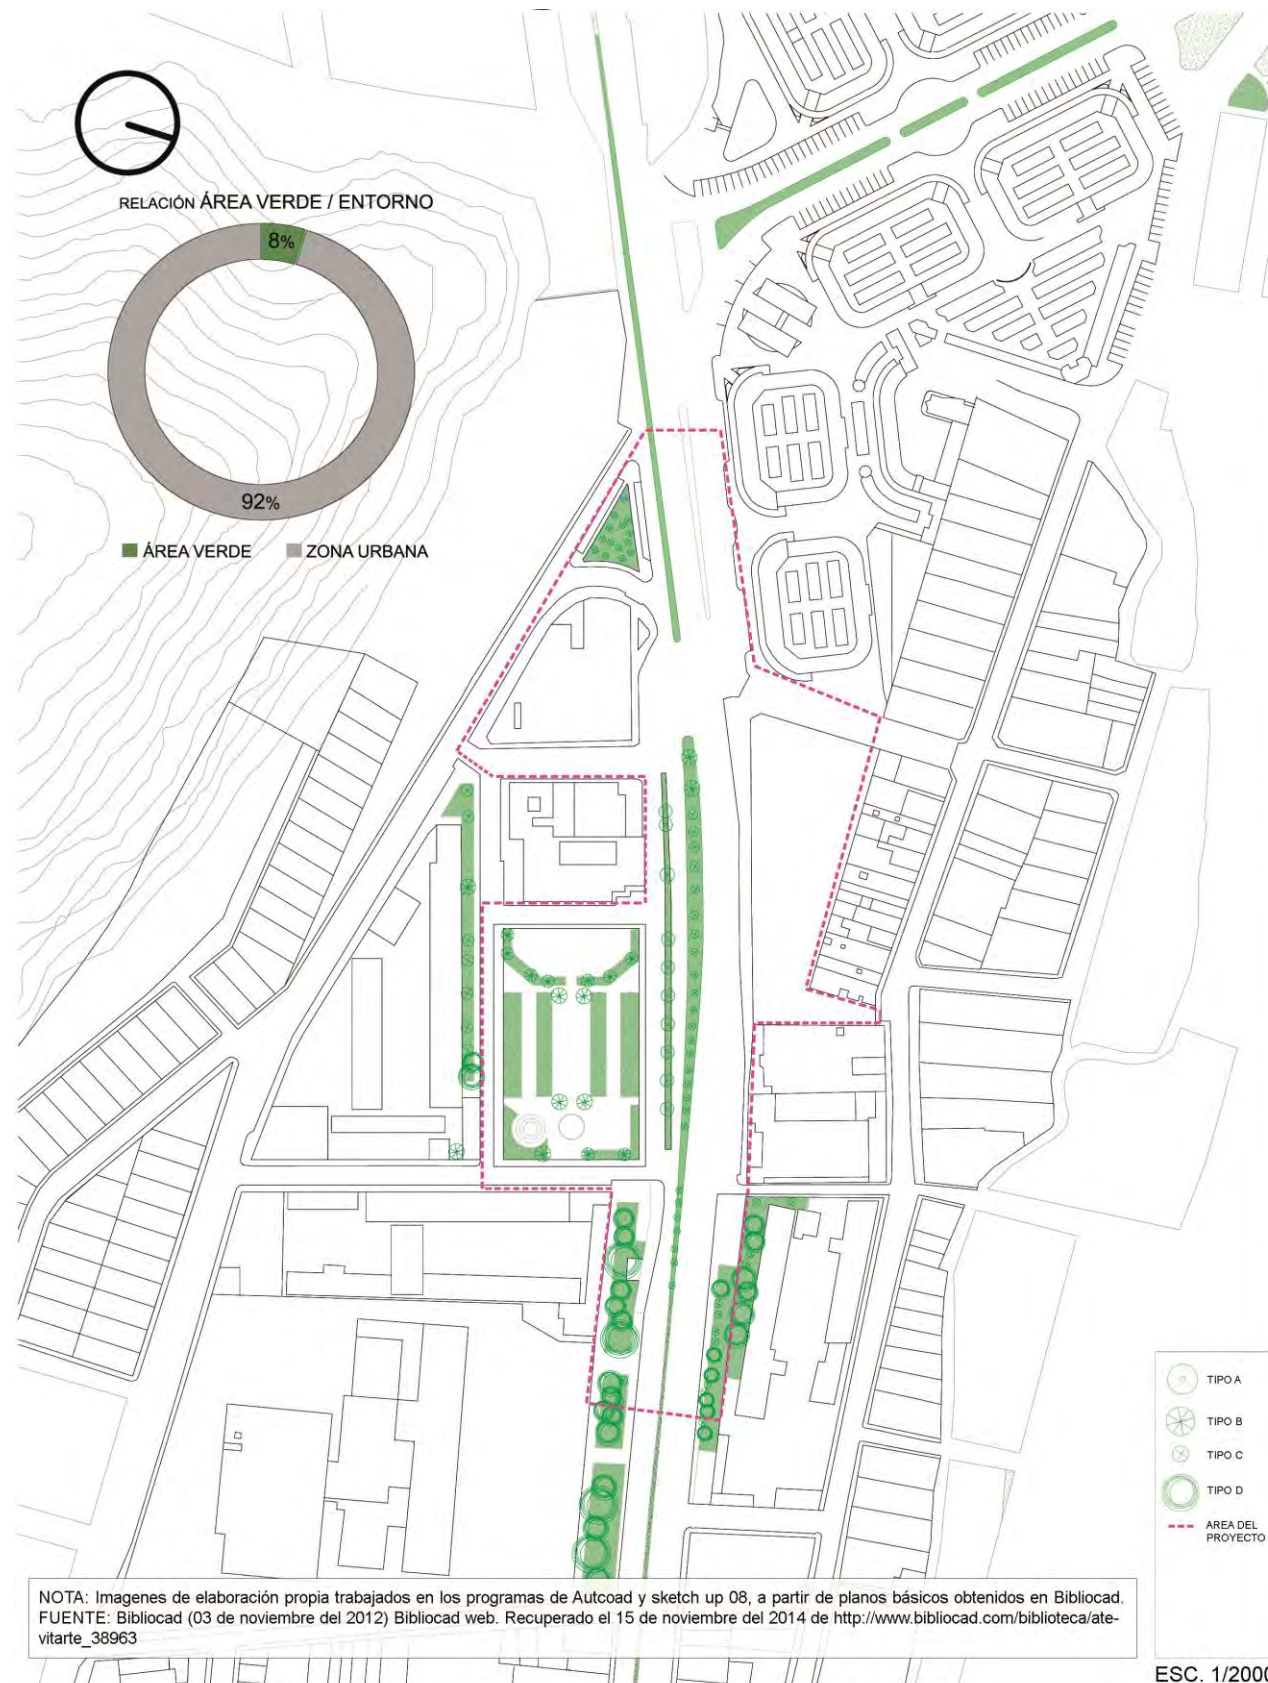 RELACIÓN ÁREA VERDE / ENTORNO
8%
92%
ÁREA VERDE
ZONA URBANA
TIPO A
TIPO B
TIPO C
TIPO D
AREA DEL
PROYECTO
NOTA: Imagenes de elaboración propia trabajados en los programas de Autcoad y sketch up 08, a partir de planos básicos obtenidos en Bibliocad.
FUENTE: Bibliocad (03 de noviembre del 2012) Bibliocad web. Recuperado el 15 de noviembre del 2014 de http://www.bibliocad.com/biblioteca/ate-
vitarte_38963
ESC. 1/2000